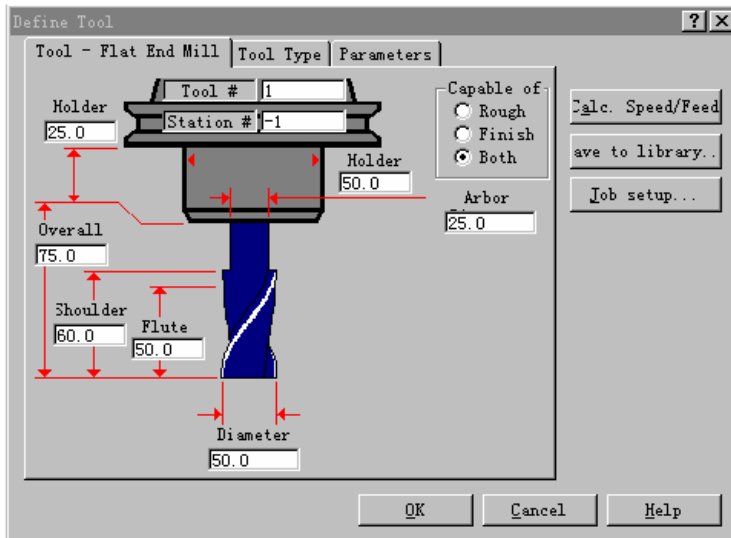 Define Tool
Tool - Flat End Mill
Tool Type
Parameters
Tool # 1
Station # -1
Holder
25.0
Holder
50.0
Capable of
Rough
Finish
Both
Arbor
25.0
Overall
75.0
Shoulder
60.0
Flute
50.0
Diameter
50.0
Calc. Speed/Feed
ave to library..
Job setup...
OK
Cancel
Help